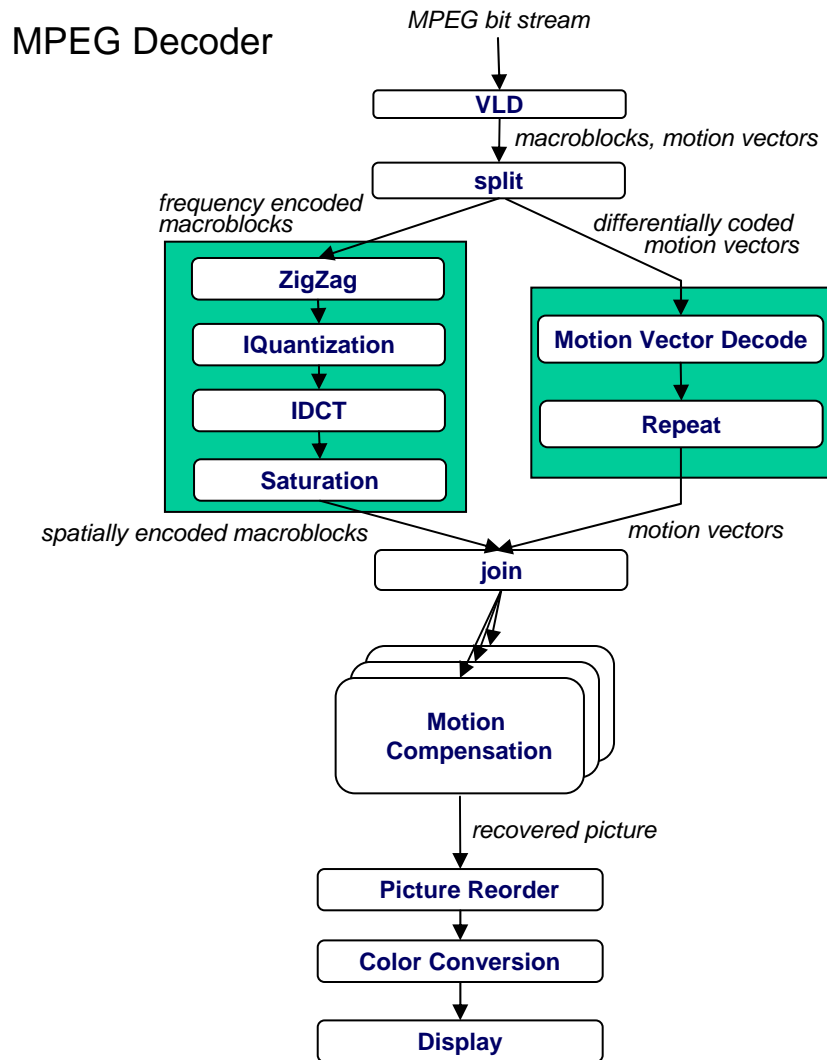 MPEG Decoder
MPEG bit stream
VLD
macroblocks, motion vectors
split
frequency encoded
macroblocks
differentially coded
motion vectors
ZigZag
IQuantization
IDCT
Saturation
Motion Vector Decode
Repeat
spatially encoded macroblocks
motion vectors
join
Motion
Compensation
recovered picture
Picture Reorder
Color Conversion
Display